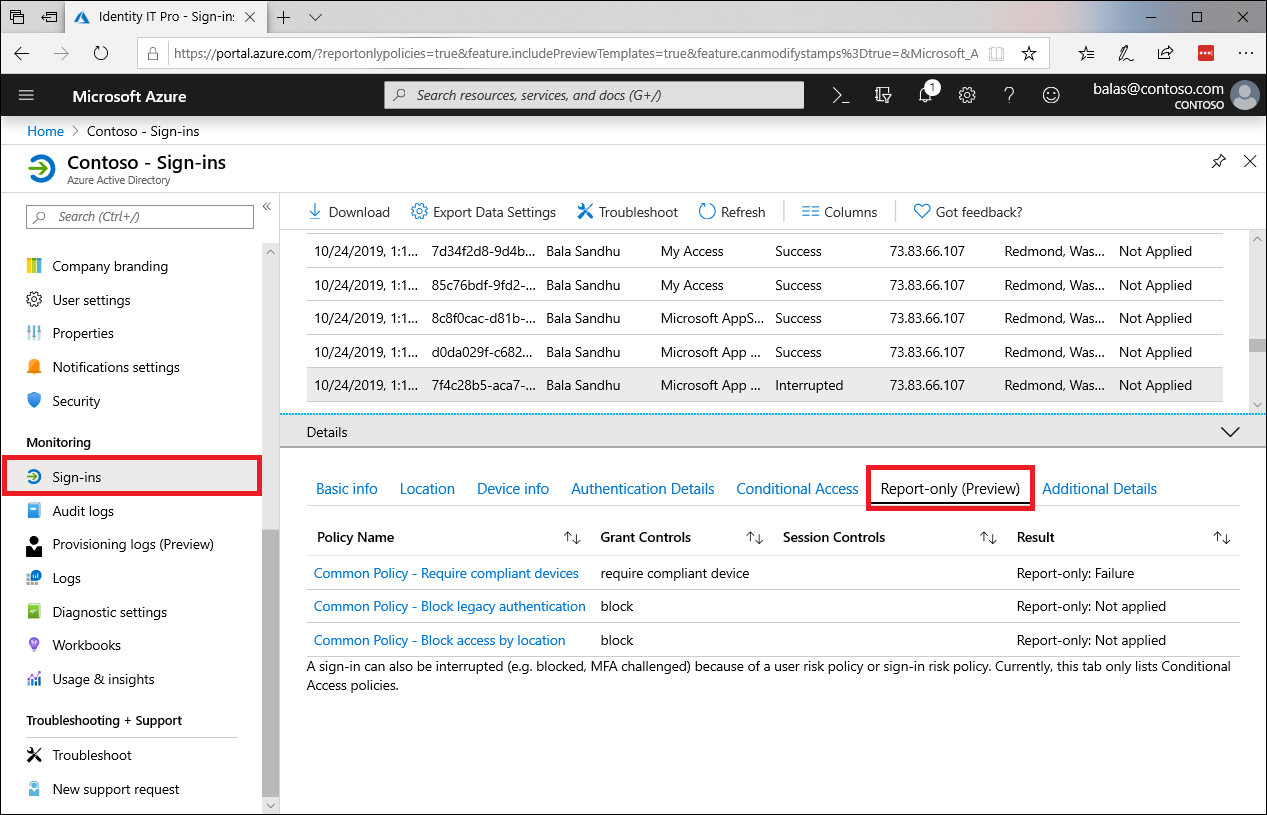 Identity IT Pro - Sign-in:
https://portal.azure.com/?reportonlypolicies=true&feature.includePreviewTemplates=true&feature.canmodifystamps%3Dtrue=&Microsoft_A
Microsoft Azure
Search resources, services, and docs (G+/)
1
balas@contoso.com
CONTOSO
Home > Contoso - Sign-ins
Contoso - Sign-ins
Azure Active Directory
Search (Ctrl+/)
«
Company branding
User settings
Properties
Notifications settings
Security
Monitoring
Sign-ins
Audit logs
Provisioning logs (Preview)
Logs
Diagnostic settings
Workbooks
Usage & insights
Troubleshooting + Support
Troubleshoot
New support request
Download Export Data Settings Troubleshoot Refresh Columns Got feedback?
10/24/2019, 1:1... 7d34f2d8-9d4b... Bala Sandhu My Access Success 73.83.66.107 Redmond, Was... Not Applied
10/24/2019, 1:1... 85c76bdf-9fd2-... Bala Sandhu My Access Success 73.83.66.107 Redmond, Was... Not Applied
10/24/2019, 1:1... 8c8f0cac-d81b-... Bala Sandhu Microsoft AppS... Success 73.83.66.107 Redmond, Was... Not Applied
10/24/2019, 1:1... d0da029f-c682... Bala Sandhu Microsoft App ... Success 73.83.66.107 Redmond, Was... Not Applied
10/24/2019, 1:1... 7f4c28b5-aca7-... Bala Sandhu Microsoft App ... Interrupted 73.83.66.107 Redmond, Was... Not Applied
Details
Basic info Location Device info Authentication Details Conditional Access Report-only (Preview) Additional Details
Policy Name Grant Controls Session Controls Result
Common Policy - Require compliant devices require compliant device Report-only: Failure
Common Policy - Block legacy authentication block Report-only: Not applied
Common Policy - Block access by location block Report-only: Not applied
A sign-in can also be interrupted (e.g. blocked, MFA challenged) because of a user risk policy or sign-in risk policy. Currently, this tab only lists Conditional
Access policies.